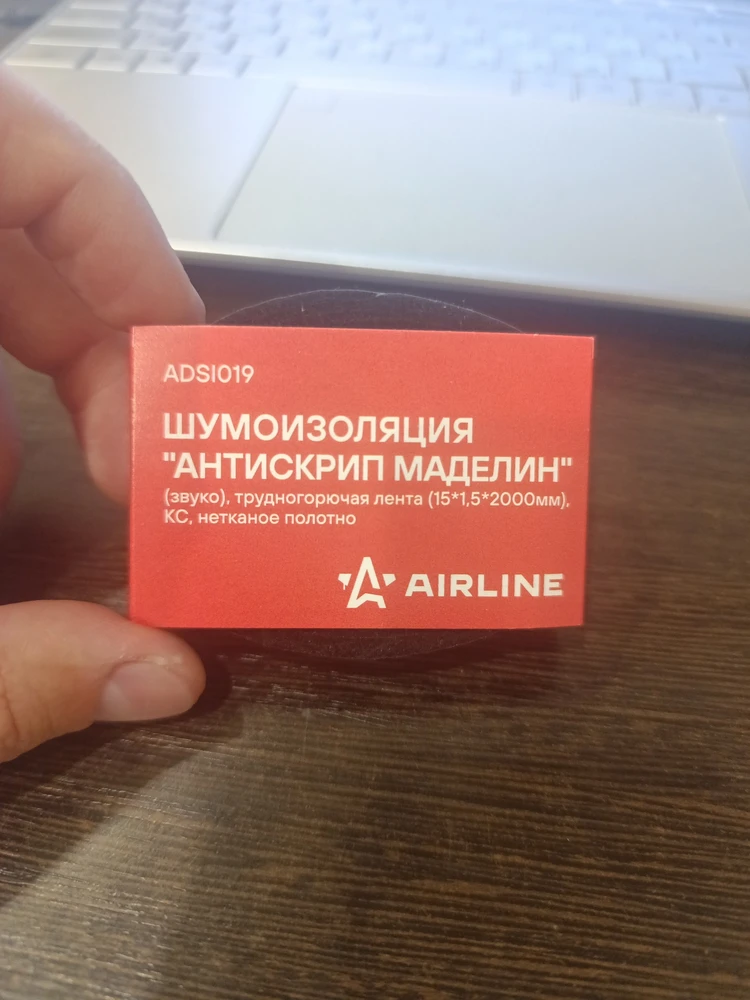 ADSI019
ШУМОИЗОЛЯЦИЯ
"АНТИСКРИП МАДЕЛИН"
(звуко), трудногорючая лента (15*1,5*2000мм),
КС, нетканое полотно
AIRLINE